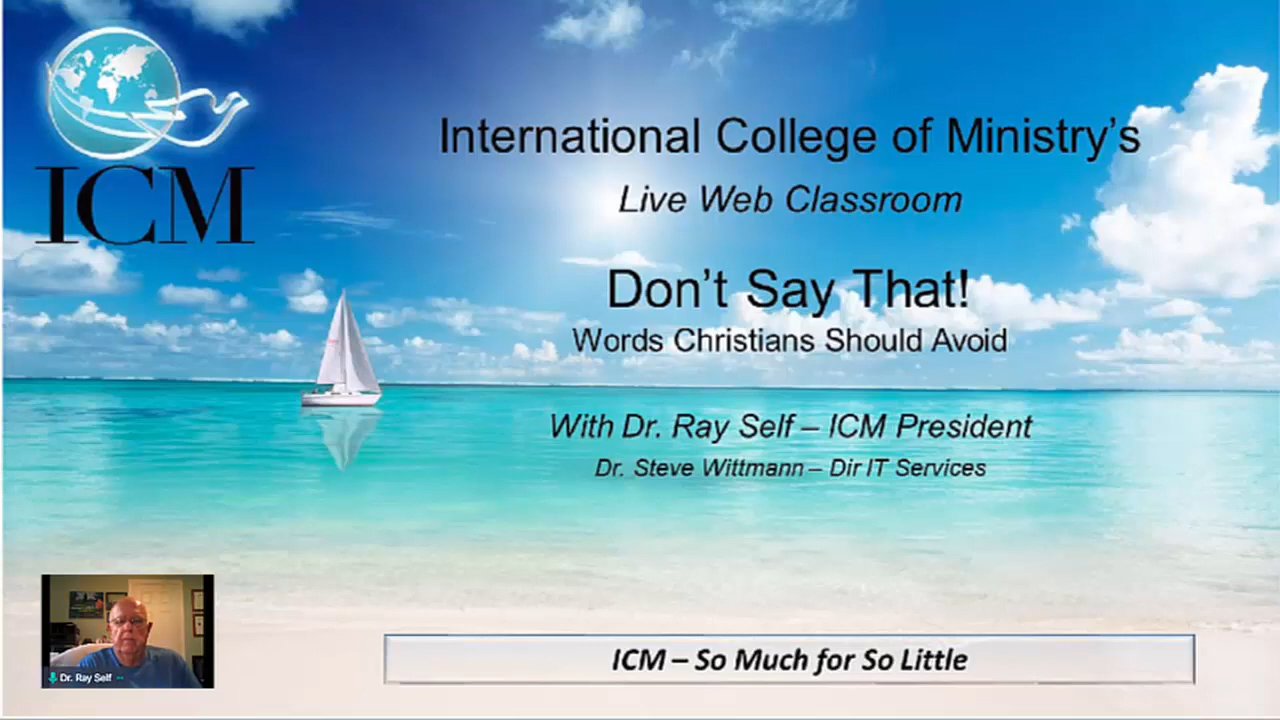 ICM
International College of Ministry's
Live Web Classroom
Don't Say That!
Words Christians Should Avoid
With Dr. Ray Self – ICM President
Dr. Steve Wittmann – Dir IT Services
Dr. Ray Self
ICM – So Much for So Little